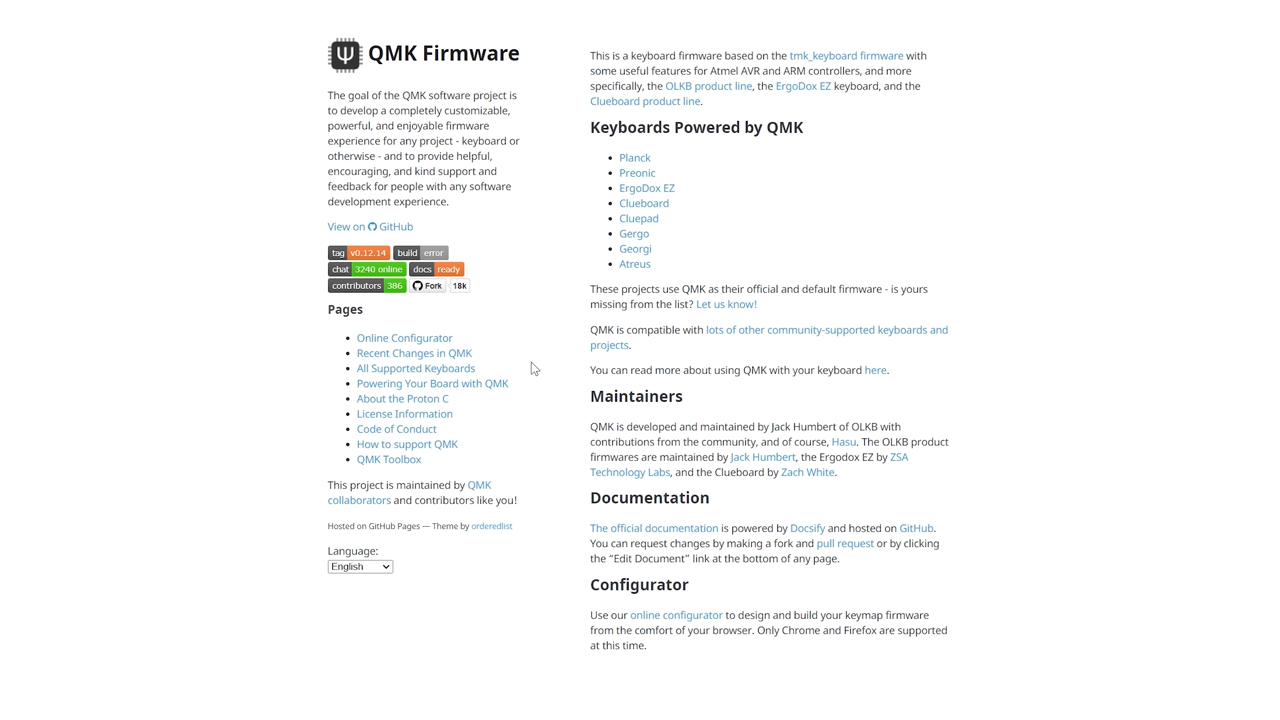 QMK Firmware
The goal of the QMK software project is
to develop a completely customizable,
powerful, and enjoyable firmware
experience for any project - keyboard or
otherwise - and to provide helpful,
encouraging, and kind support and
feedback for people with any software
development experience.
View on GitHub
tag v0.12.14 build error
chat 3240 online docs ready
contributors 386 Fork 18k
Pages
Online Configurator
Recent Changes in QMK
All Supported Keyboards
Powering Your Board with QMK
About the Proton C
License Information
Code of Conduct
How to support QMK
QMK Toolbox
This project is maintained by QMK
collaborators and contributors like you!
Hosted on GitHub Pages — Theme by orderedlist
Language:
English
This is a keyboard firmware based on the tmk_keyboard firmware with
some useful features for Atmel AVR and ARM controllers, and more
specifically, the OLKB product line, the ErgoDox EZ keyboard, and the
Clueboard product line.
Keyboards Powered by QMK
Planck
Preonic
ErgoDox EZ
Clueboard
Cluepad
Gergo
Georgi
Atreus
These projects use QMK as their official and default firmware - is yours
missing from the list? Let us know!
QMK is compatible with lots of other community-supported keyboards and
projects.
You can read more about using QMK with your keyboard here.
Maintainers
QMK is developed and maintained by Jack Humbert of OLKB with
contributions from the community, and of course, Hasu. The OLKB product
firmwares are maintained by Jack Humbert, the Ergodox EZ by ZSA
Technology Labs, and the Clueboard by Zach White.
Documentation
The official documentation is powered by Docsify and hosted on GitHub.
You can request changes by making a fork and pull request or by clicking
the “Edit Document” link at the bottom of any page.
Configurator
Use our online configurator to design and build your keymap firmware
from the comfort of your browser. Only Chrome and Firefox are supported
at this time.